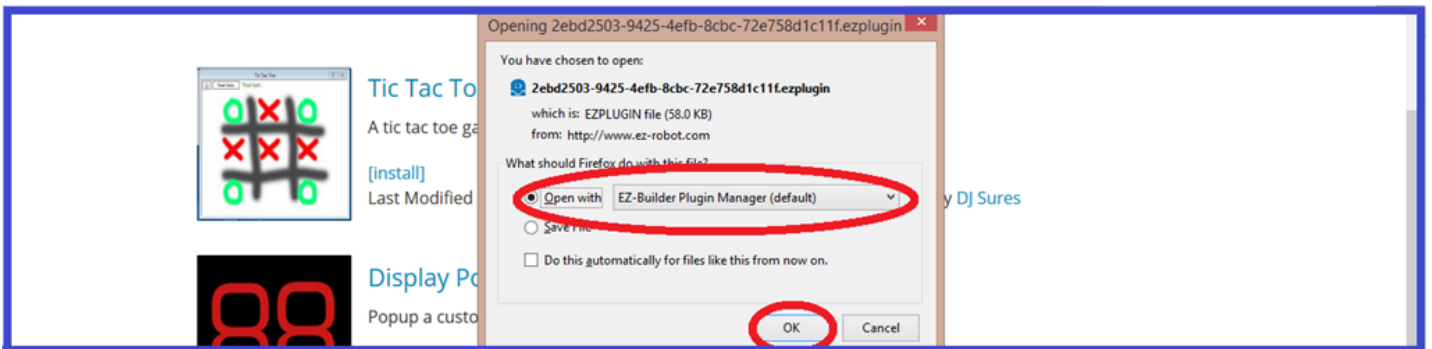 Opening 2ebd2503-9425-4efb-8cbc-72e758d1c11f.ezplugin
You have chosen to open:
2ebd2503-9425-4efb-8cbc-72e758d1c11f.ezplugin
which is: EZPLUGIN file (58.0 KB)
from: http://www.ez-robot.com
What should Firefox do with this file?
Open with EZ-Builder Plugin Manager (default)
Save File
Do this automatically for files like this from now on.
OK Cancel
Tic Tac To
A tic tac toe ga
[install]
Last Modified
y DJ Sures
Display Po
Popup a custo
Tic Tac Toe
88